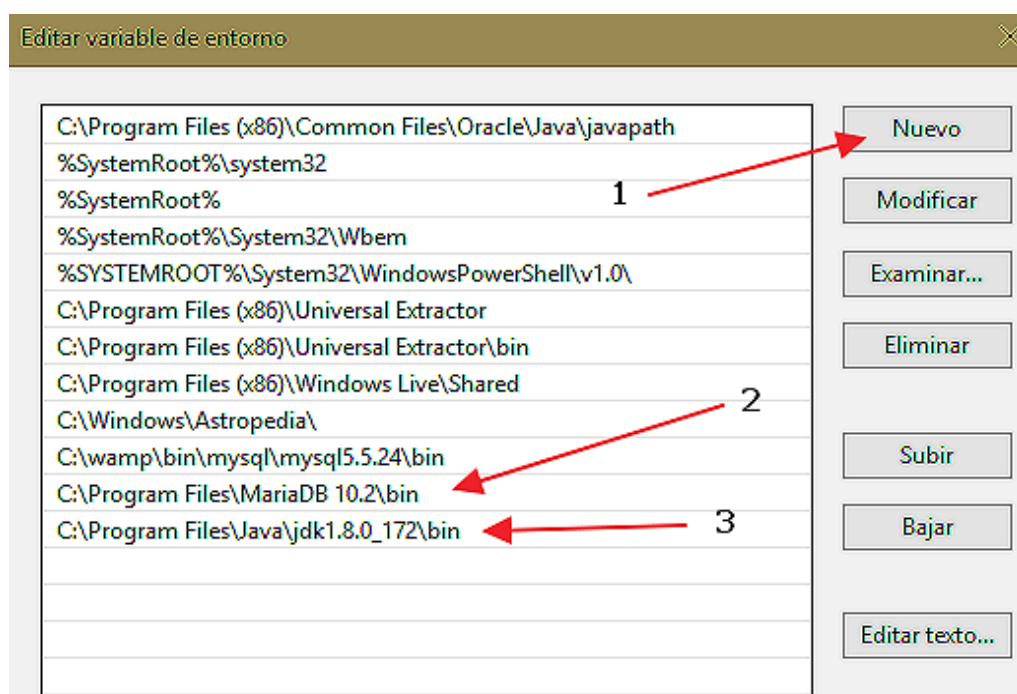 Editar variable de entorno
C:\Program Files (x86)\Common Files\Oracle\Java\javapath
Nuevo
%SystemRoot%\system32
1
%SystemRoot%
Modificar
%SystemRoot%\System32\Wbem
%SYSTEMROOT%\System32\WindowsPowerShell\v1.0\
Examinar...
C:\Program Files (x86)\Universal Extractor
C:\Program Files (x86)\Universal Extractor\bin
Eliminar
C:\Program Files (x86)\Windows Live\Shared
2
C:\Windows\Astropedia\
C:\wamp\bin\mysql\mysql5.5.24\bin
Subir
C:\Program Files\MariaDB 10.2\bin
C:\Program Files\Java\jdk1.8.0_172\bin
3
Bajar
Editar texto...